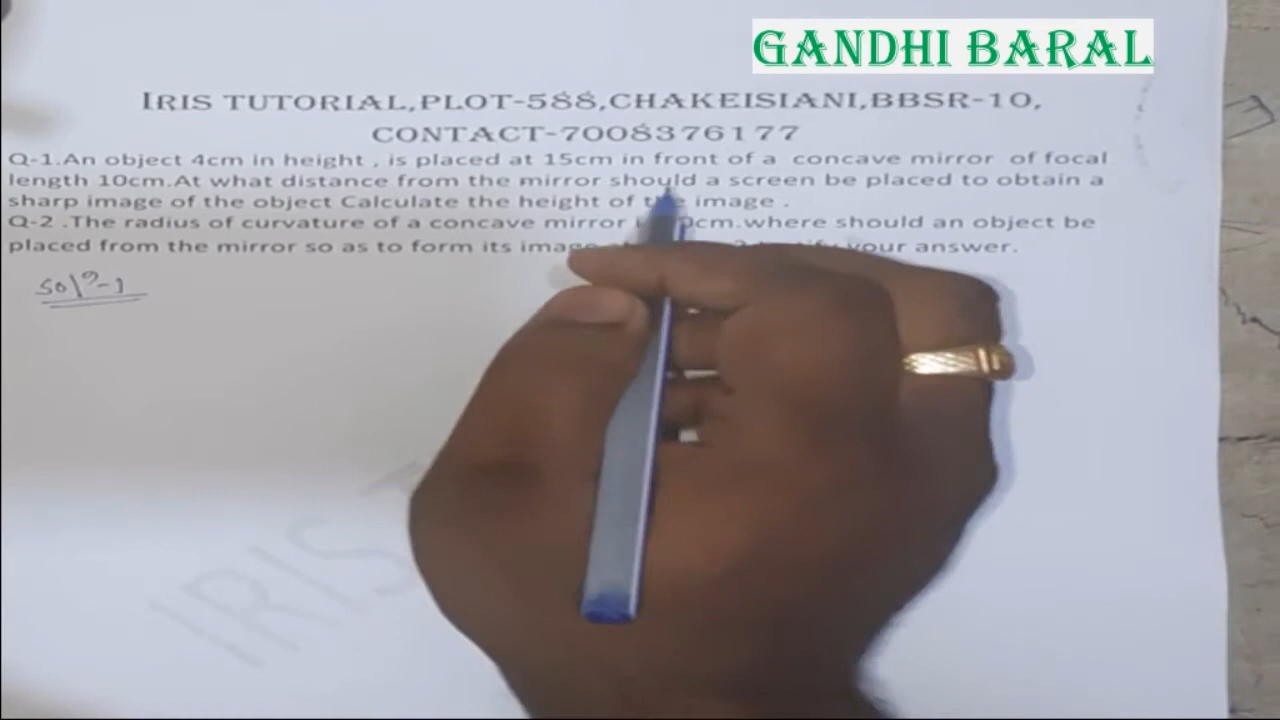 GANDHI BARAL
IRIS TUTORIAL,PLOT-588,CHAKEISIANI,BBSR-10,
CONTACT-7008376177
Q-1.An object 4cm in height , is placed at 15cm in front of a concave mirror of focal
length 10cm.At what distance from the mirror should a screen be placed to obtain a
sharp image of the object Calculate the height of the image .
Q-2 .The radius of curvature of a concave mirror cm.where should an object be
placed from the mirror so as to form its image your answer.
Solⁿ-1
IRIS